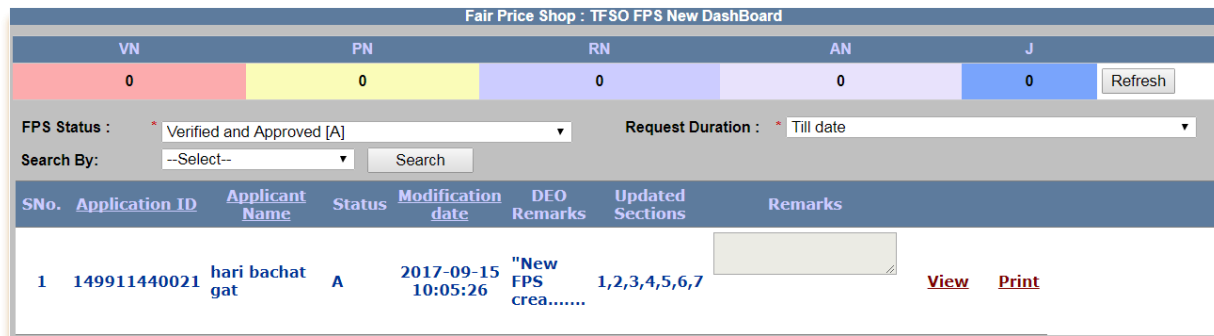 Fair Price Shop : TFSO FPS New DashBoard
VN PN RN AN J
0 0 0 0 0 Refresh
FPS Status : * Verified and Approved [A] Request Duration : * Till date
Search By: --Select-- Search
SNo. Application ID Applicant Name Status Modification date DEO Remarks Updated Sections Remarks
1 149911440021 hari bachat gat A 2017-09-15 10:05:26 "New FPS crea....... 1,2,3,4,5,6,7 View Print